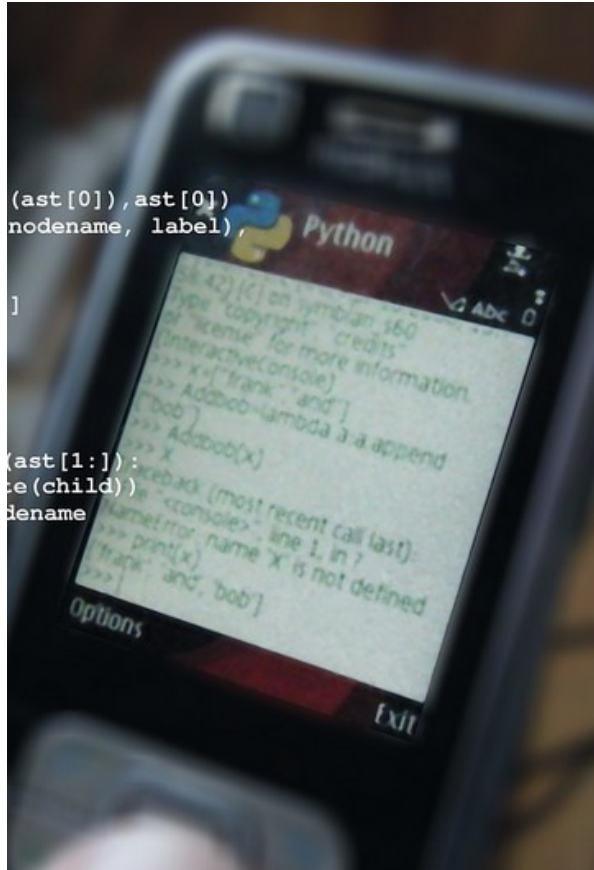 (ast[0]),ast[0])
nodename, label),
Python
Abc
42) [C] on symbian_s60
Type "copyright" "credits"
or "license" for more information.
(InteractiveConsole)
>>> x=["frank" "and"]
>>> Addbob=lambda a:a append
("bob")
>>> Addbob(x)
>>> X
Traceback (most recent call last):
File "<console>", line 1, in ?
NameError: name 'X' is not defined
>>> print(x)
['frank' 'and', 'bob']
>>>
]
(ast[1:]):
te(child))
dename
Options
Exit